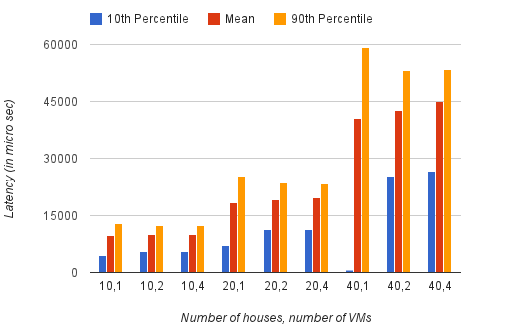 10th Percentile Mean 90th Percentile
60000
45000
30000
15000
0
Latency (in micro sec)
10,1 10,2 10,4 20,1 20,2 20,4 40,1 40,2 40,4
Number of houses, number of VMs